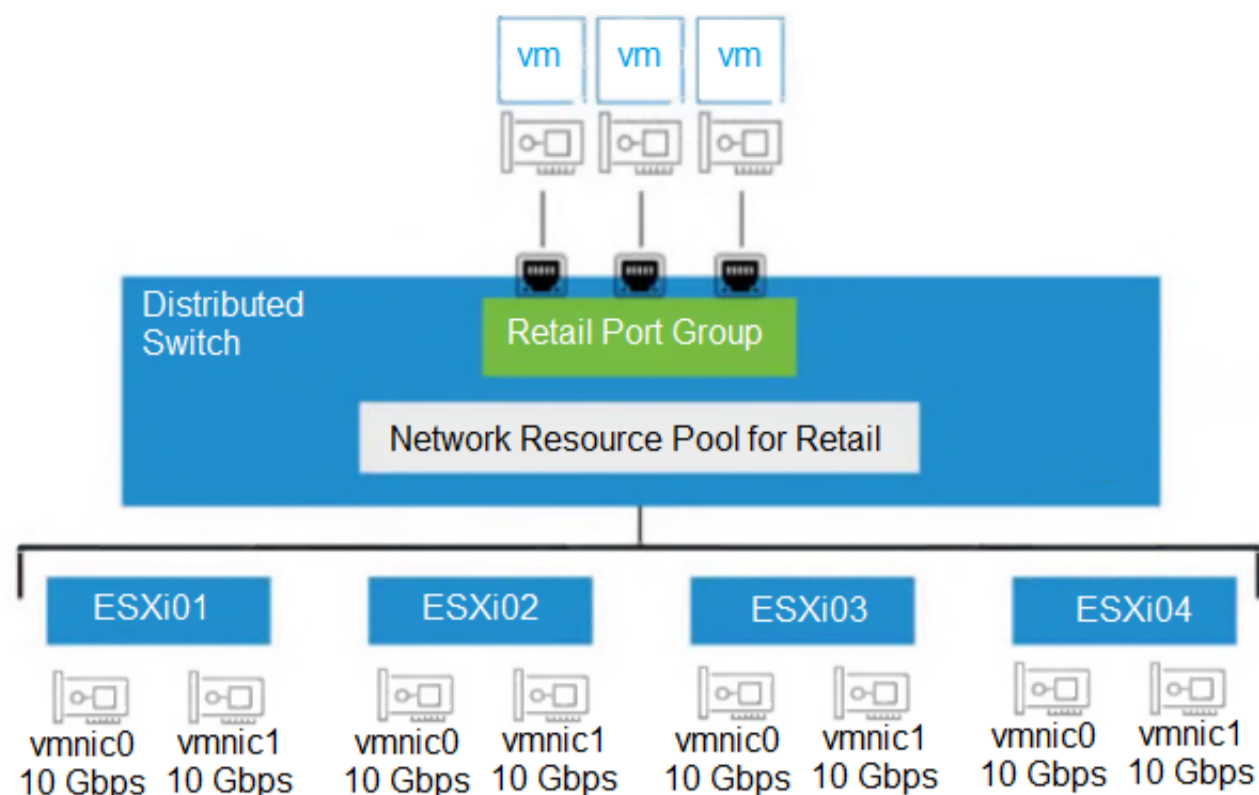 vm vm vm
Distributed
Switch
Retail Port Group
Network Resource Pool for Retail
ESXi01 ESXi02 ESXi03 ESXi04
vmnic0 vmnic1 vmnic0 vmnic1 vmnic0 vmnic1 vmnic0 vmnic1
10 Gbps 10 Gbps 10 Gbps 10 Gbps 10 Gbps 10 Gbps 10 Gbps 10 Gbps